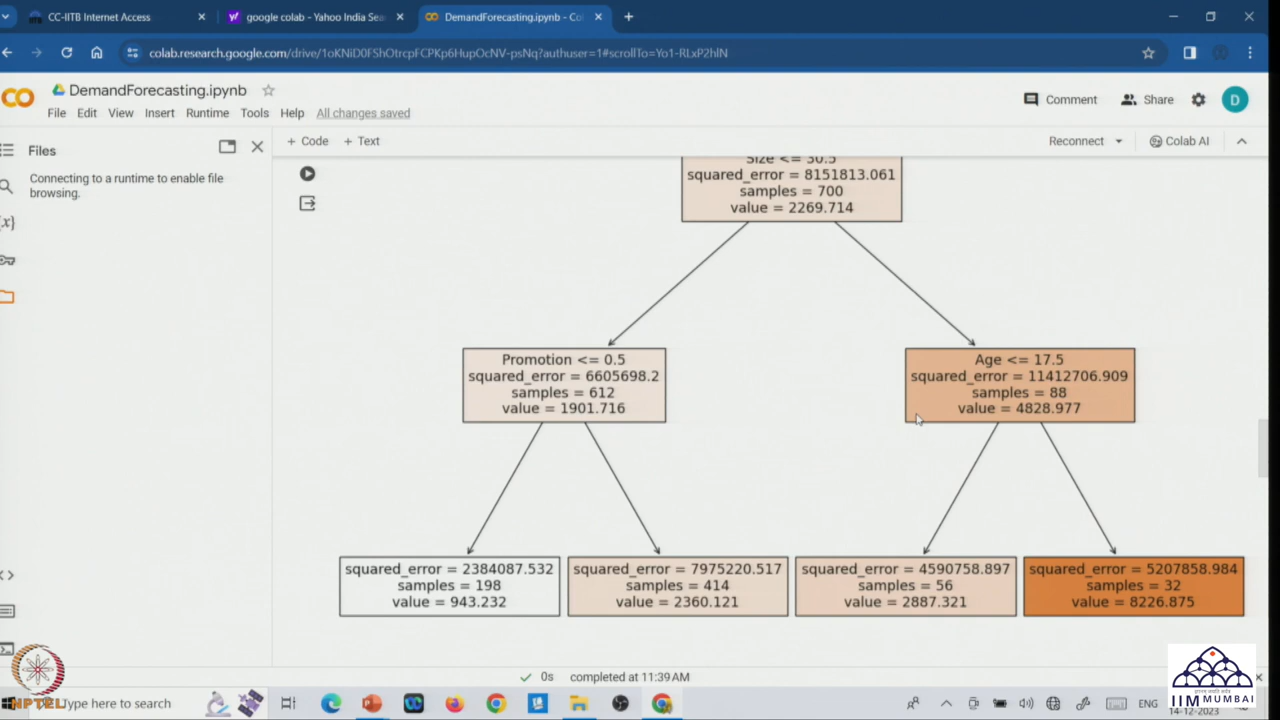 CC-IITB Internet Access
google colab - Yahoo India Sea
DemandForecasting.ipynb - Co
colab.research.google.com/drive/1oKNiD0FShOtrcpFCPKp6HupOcNV-psNq?authuser=1#scrollTo=Yo1-RLxP2hlN
DemandForecasting.ipynb
Comment
Share
D
File Edit View Insert Runtime Tools Help All changes saved
Files
+ Code + Text
Reconnect
Colab AI
Connecting to a runtime to enable file
browsing.
Size <= 30.5
squared_error = 8151813.061
samples = 700
value = 2269.714
Promotion <= 0.5
squared_error = 6605698.2
samples = 612
value = 1901.716
Age <= 17.5
squared_error = 11412706.909
samples = 88
value = 4828.977
squared_error = 2384087.532
samples = 198
value = 943.232
squared_error = 7975220.517
samples = 414
value = 2360.121
squared_error = 4590758.897
samples = 56
value = 2887.321
squared_error = 5207858.984
samples = 32
value = 8226.875
0s completed at 11:39 AM
Type here to search
ENG
14-12-2023
NPTEL
IIM MUMBAI